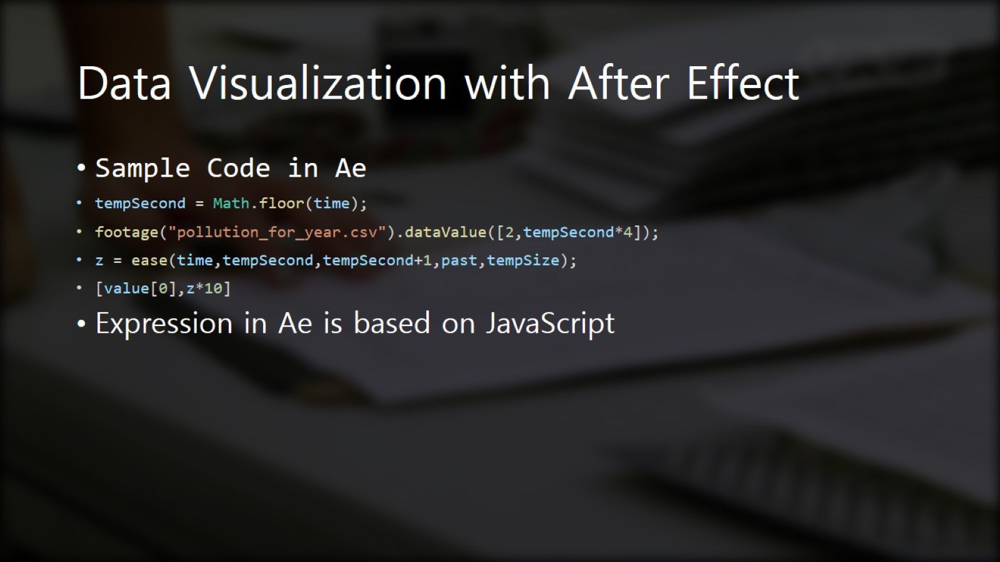 Data Visualization with After Effect
• Sample Code in Ae
• tempSecond = Math.floor(time);
• footage("pollution_for_year.csv").dataValue([2,tempSecond*4]);
• z = ease(time,tempSecond,tempSecond+1,past,tempSize);
• [value[0],z*10]
• Expression in Ae is based on JavaScript